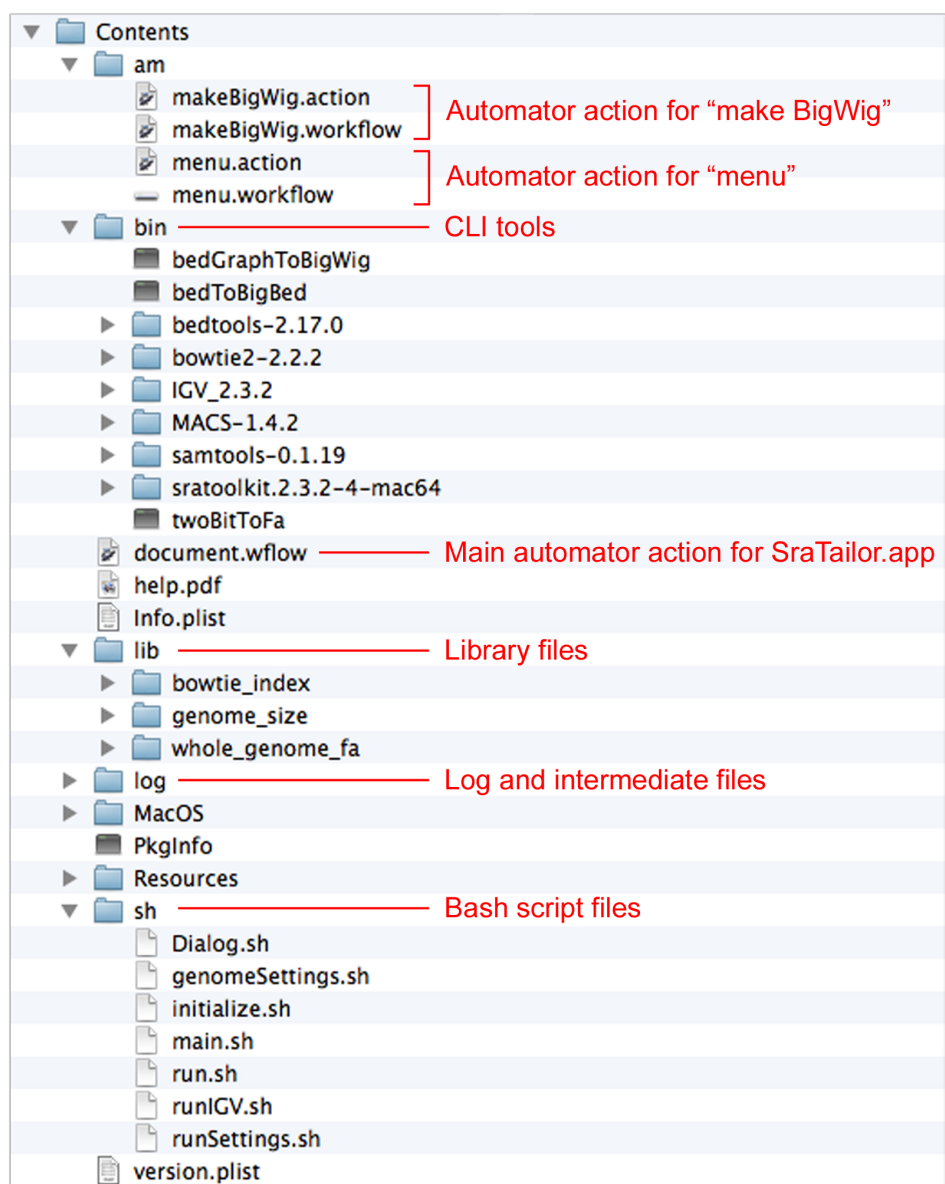 Contents
am
makeBigWig.action
Automator action for “make BigWig”
makeBigWig.workflow
menu.action
Automator action for “menu”
menu.workflow
bin CLI tools
bedGraphToBigWig
bedToBigBed
bedtools-2.17.0
bowtie2-2.2.2
IGV_2.3.2
MACS-1.4.2
samtools-0.1.19
sratoolkit.2.3.2-4-mac64
twoBitToFa
document.wflow Main automator action for SraTailor.app
help.pdf
Info.plist
lib Library files
bowtie_index
genome_size
whole_genome_fa
log Log and intermediate files
MacOS
PkgInfo
Resources
sh Bash script files
Dialog.sh
genomeSettings.sh
initialize.sh
main.sh
run.sh
runIGV.sh
runSettings.sh
version.plist